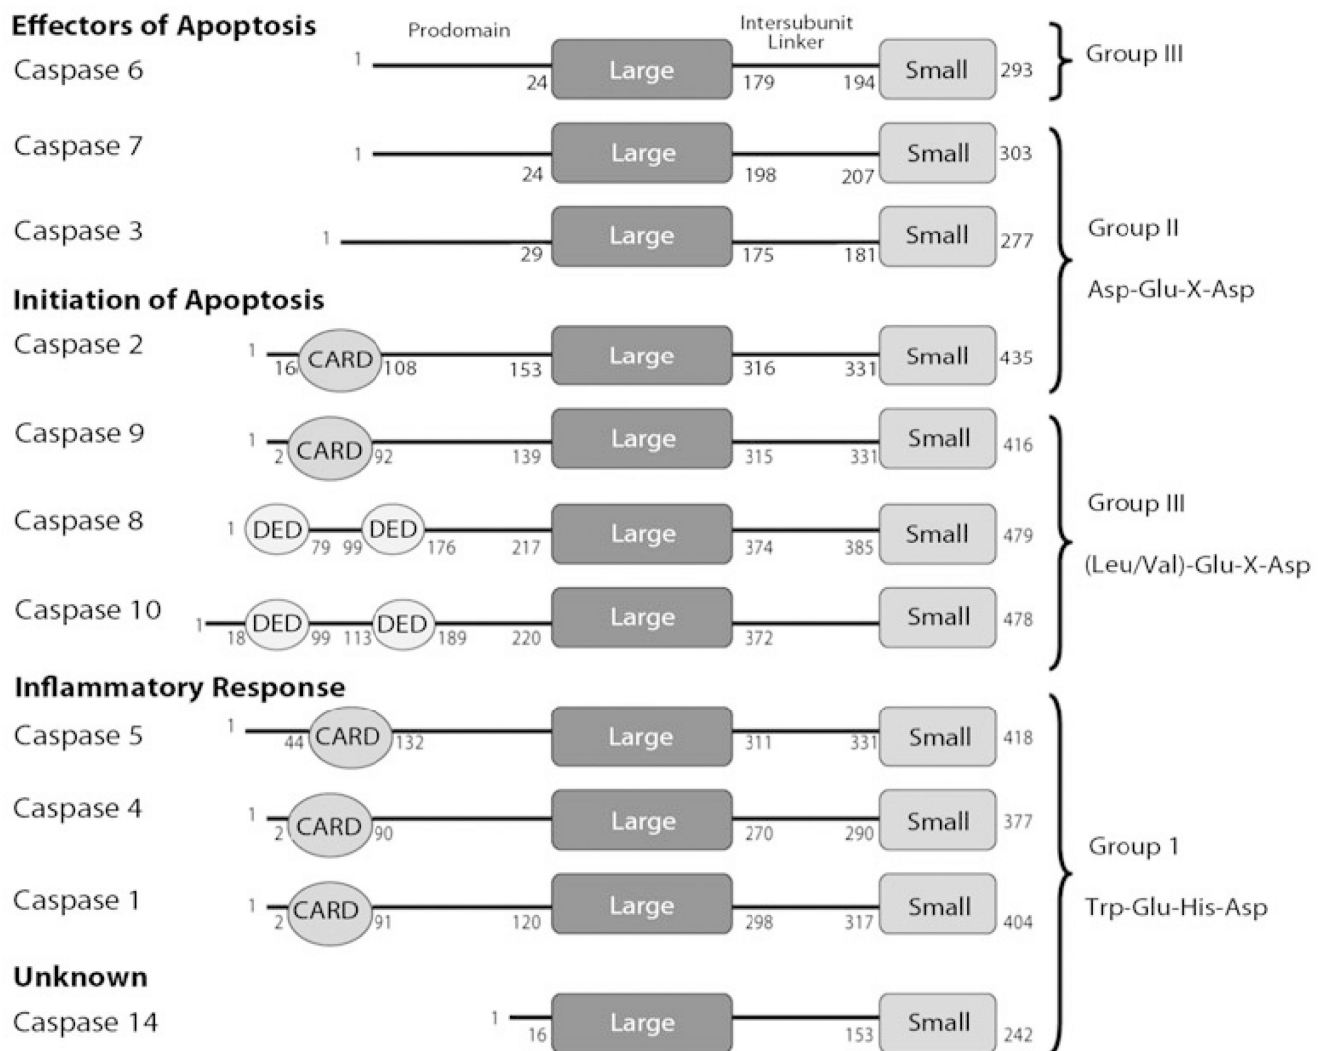 Effectors of Apoptosis
Prodomain
Intersubunit
Linker
Caspase 6
1
24
Large
179
194
Small
293
Group III
Caspase 7
1
24
Large
198
207
Small
303
Caspase 3
1
29
Large
175
181
Small
277
Group II
Asp-Glu-X-Asp
Initiation of Apoptosis
Caspase 2
1
16
CARD
108
153
Large
316
331
Small
435
Caspase 9
1
2
CARD
92
139
Large
315
331
Small
416
Caspase 8
1
DED
79
99
DED
176
217
Large
374
385
Small
479
Group III
(Leu/Val)-Glu-X-Asp
Caspase 10
1
18
DED
99
113
DED
189
220
Large
372
Small
478
Inflammatory Response
Caspase 5
1
44
CARD
132
Large
311
331
Small
418
Caspase 4
1
2
CARD
90
Large
270
290
Small
377
Group 1
Trp-Glu-His-Asp
Caspase 1
1
2
CARD
91
120
Large
298
317
Small
404
Unknown
Caspase 14
1
16
Large
153
Small
242